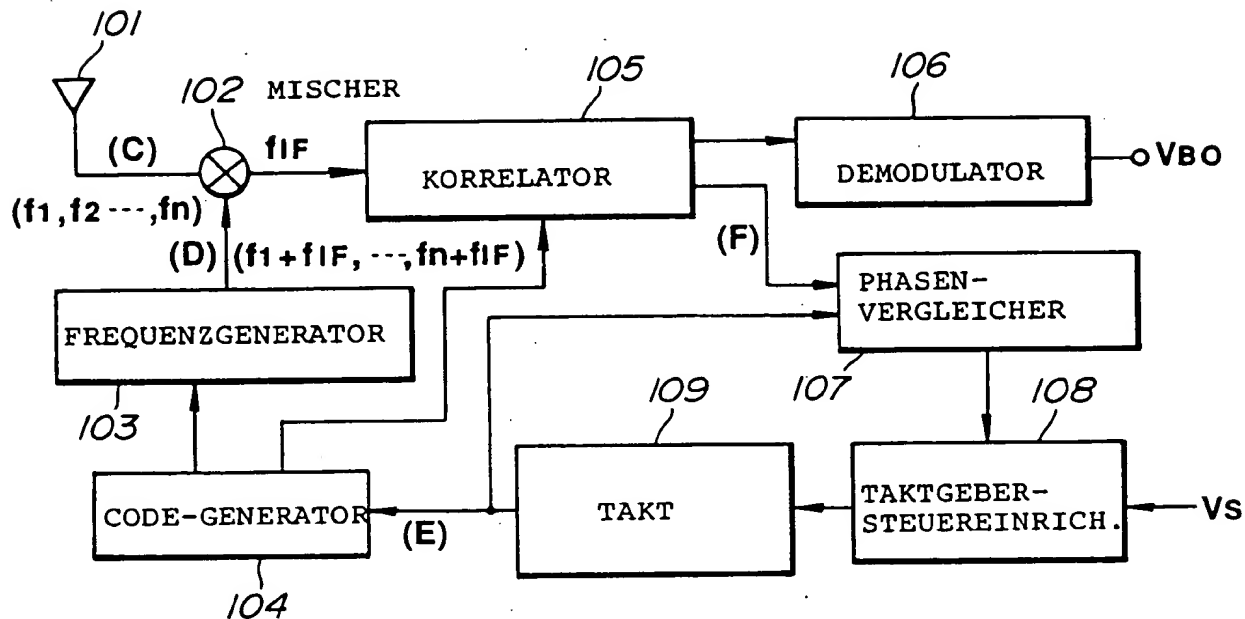 101
102 MISCHER
105
106
(C)
fIF
KORRELATOR
DEMODULATOR
VBO
(f1, f2 ---, fn)
(D) (f1+fIF, ---, fn+fIF)
(F)
PHASEN-
VERGLEICHER
FREQUENZGENERATOR
107
103
109
108
CODE-GENERATOR
(E)
TAKT
TAKTGEBER-
STEUEREINRICH.
VS
104